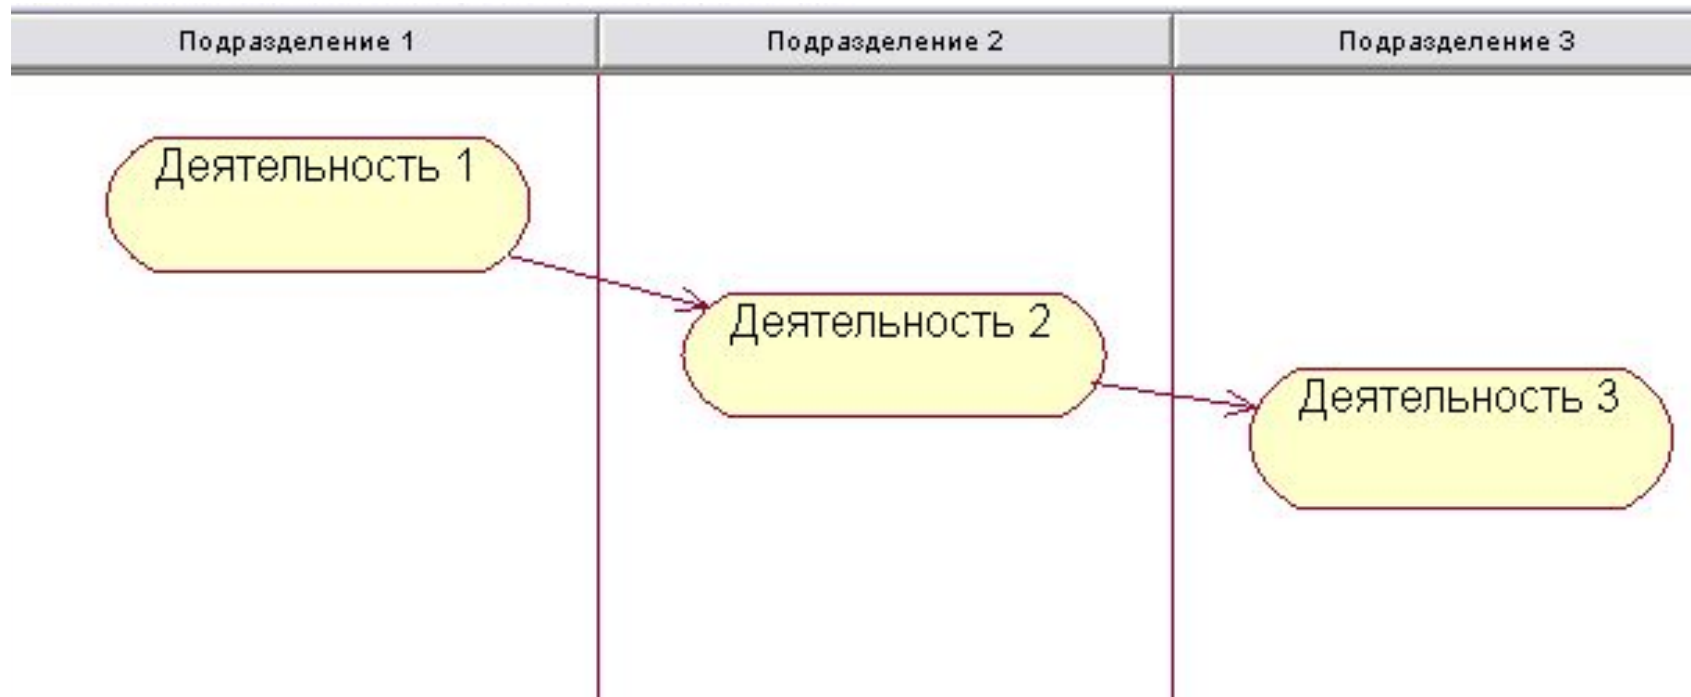 Подразделение 1
Подразделение 2
Подразделение 3
Деятельность 1
Деятельность 2
Деятельность 3